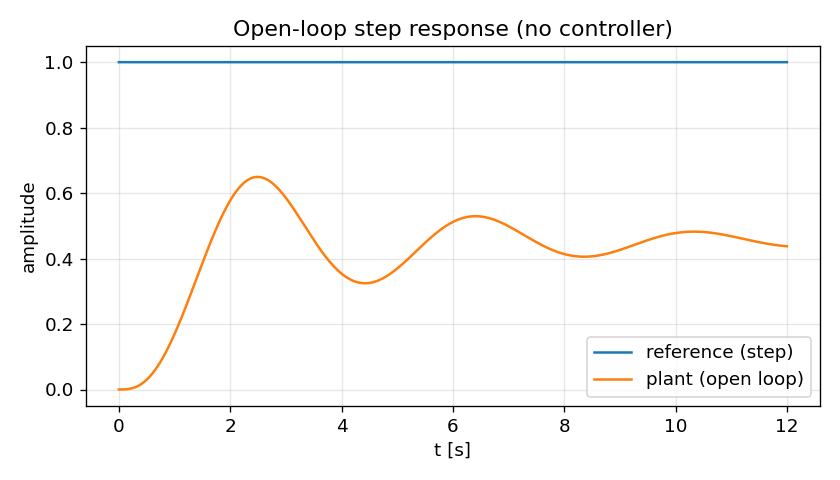 Open-loop step response (no controller)
amplitude
1.0
0.8
0.6
0.4
0.2
0.0
reference (step)
plant (open loop)
0 2 4 6 8 10 12
t [s]